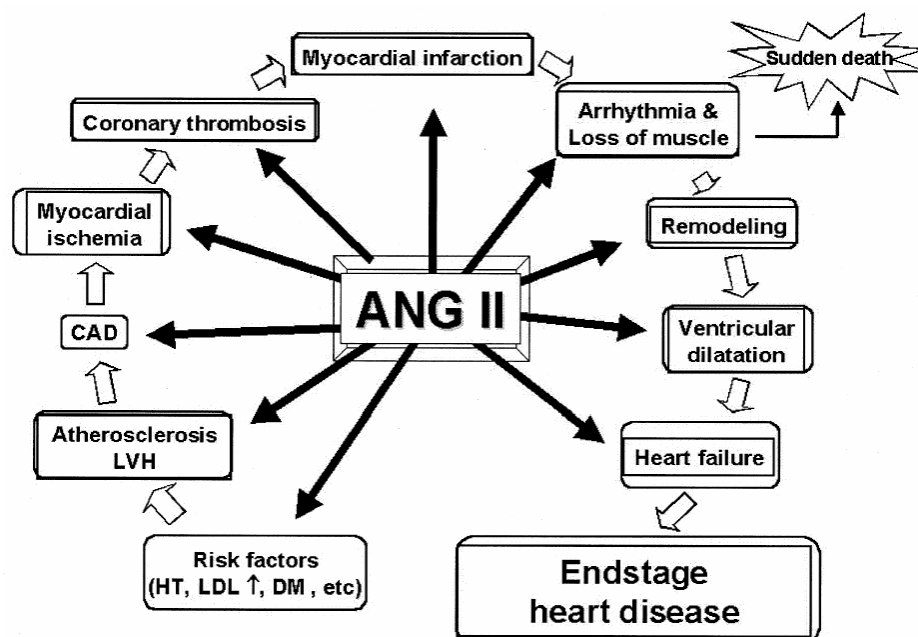 Myocardial infarction
Sudden death
Coronary thrombosis
Arrhythmia &
Loss of muscle
Myocardial
ischemia
Remodeling
ANG II
CAD
Ventricular
dilatation
Atherosclerosis
LVH
Heart failure
Risk factors
(HT, LDL ↑, DM , etc)
Endstage
heart disease